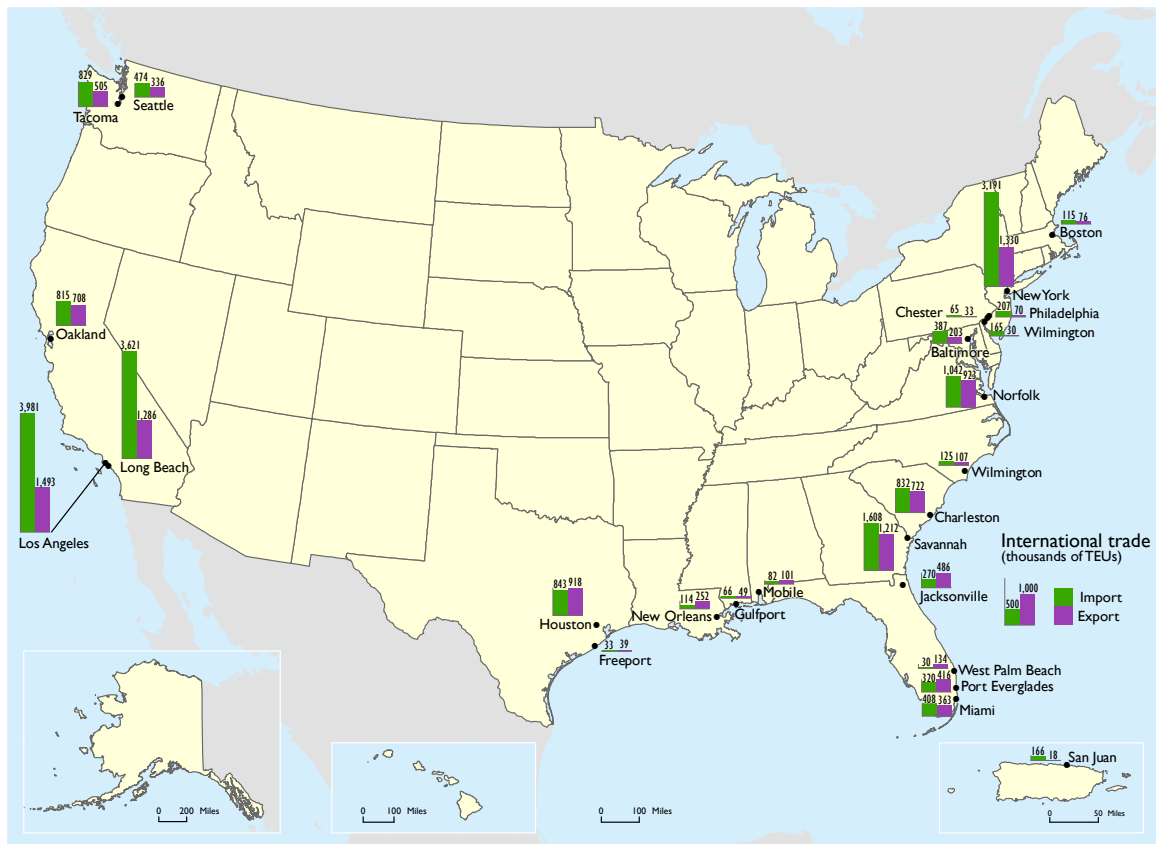 829 505
Tacoma
474 336
Seattle
815 708
Oakland
3,621
1,286
Long Beach
3,981
1,493
Los Angeles
3,191
1,330
New York
115 76
Boston
Chester 65 33
207 70 Philadelphia
165 30 Wilmington
387 203
Baltimore
1,042 923
Norfolk
125 107
Wilmington
832 722
Charleston
1,608 1,212
Savannah
270 486
Jacksonville
International trade
(thousands of TEUs)
500 1,000
Import
Export
843 918
Houston
33 39
Freeport
114 252
New Orleans
66 49
Gulfport
82 101
Mobile
30 134
West Palm Beach
320 416
Port Everglades
408 363
Miami
166 18
San Juan
0 200 Miles
0 100 Miles
0 100 Miles
0 50
Miles